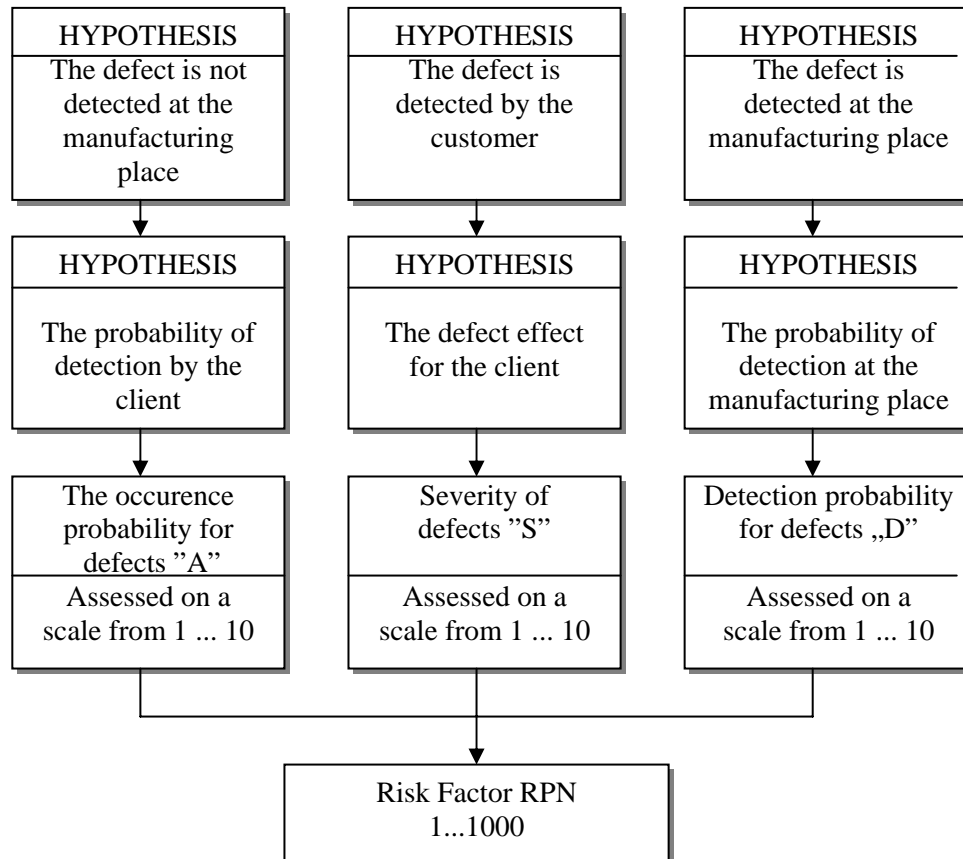 HYPOTHESIS
The defect is not
detected at the
manufacturing
place
HYPOTHESIS
The defect is
detected by the
customer
HYPOTHESIS
The defect is
detected at the
manufacturing place
HYPOTHESIS
The probability of
detection by the
client
HYPOTHESIS
The defect effect
for the client
HYPOTHESIS
The probability of
detection at the
manufacturing place
The occurence
probability for
defects ”A”
Assessed on a
scale from 1 ... 10
Severity of
defects ”S”
Assessed on a
scale from 1 ... 10
Detection probability
for defects „D”
Assessed on a
scale from 1 ... 10
Risk Factor RPN
1...1000